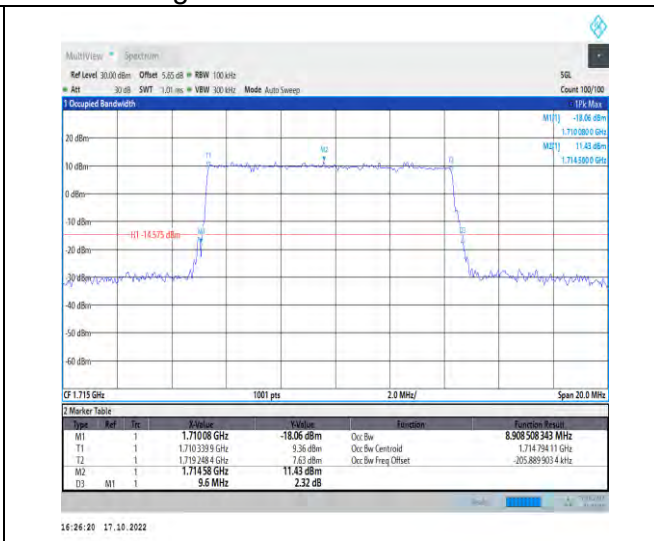 MultiView Spectrum
Ref Level 30.00 dBm Offset 5.65 dB RBW 100 kHz SGL
Att 30 dB SWT 1.01 ms VBW 300 kHz Mode Auto Sweep Count 100/100
1 Occupied Bandwidth 1Pk Max
M1[1] -18.06 dBm
1.710 080 0 GHz
M2[1] 11.43 dBm
1.714 580 0 GHz
20 dBm
M2
T1
10 dBm
0 dBm
-10 dBm
H1 -14.575 dBm
-20 dBm
-30 dBm
-40 dBm
-50 dBm
-60 dBm
CF 1.715 GHz 1001 pts 2.0 MHz/ Span 20.0 MHz
2 Marker Table
Type Ref Trc X-Value Y-Value Function Function Result
M1 1 1.710 08 GHz -18.06 dBm Occ Bw 8.908 508 343 MHz
T1 1 1.710 339 9 GHz 9.36 dBm Occ Bw Centroid 1.714 794 11 GHz
T2 1 1.719 248 4 GHz 7.63 dBm Occ Bw Freq Offset -205.889 903 4 kHz
M2 1 1.714 58 GHz 11.43 dBm
D3 M1 1 9.6 MHz 2.32 dB
16:26:20 17.10.2022